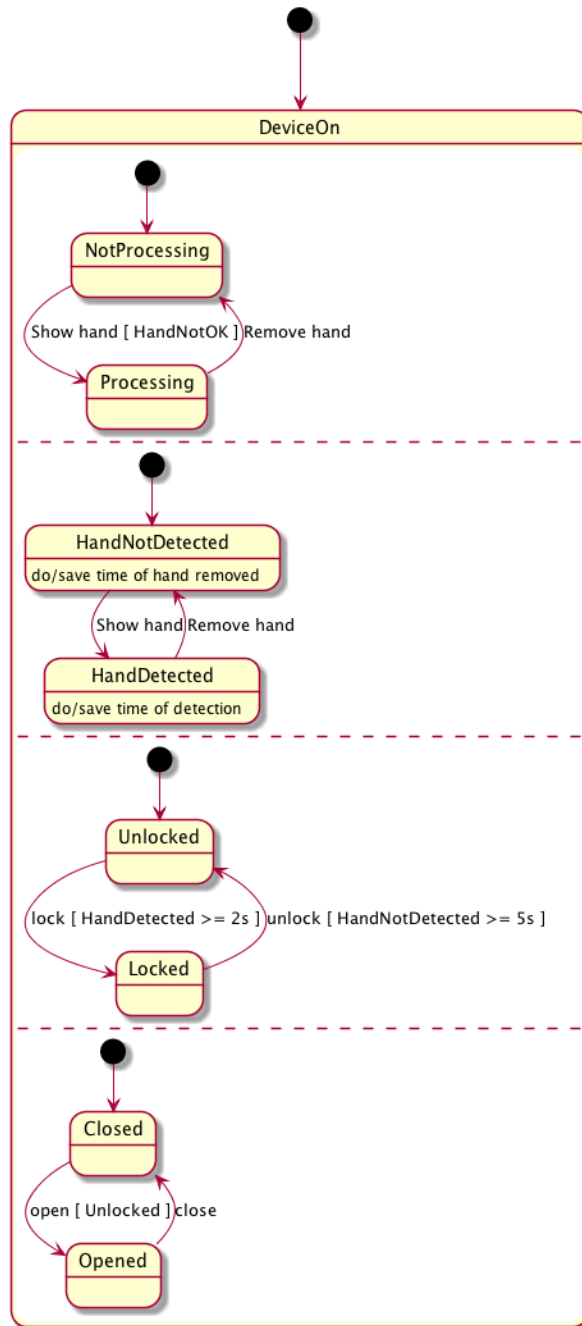 DeviceOn
NotProcessing
Show hand [ HandNotOK ] Remove hand
Processing
HandNotDetected
do/save time of hand removed
Show hand Remove hand
HandDetected
do/save time of detection
Unlocked
lock [ HandDetected >= 2s ] unlock [ HandNotDetected >= 5s ]
Locked
Closed
open [ Unlocked ] close
Opened